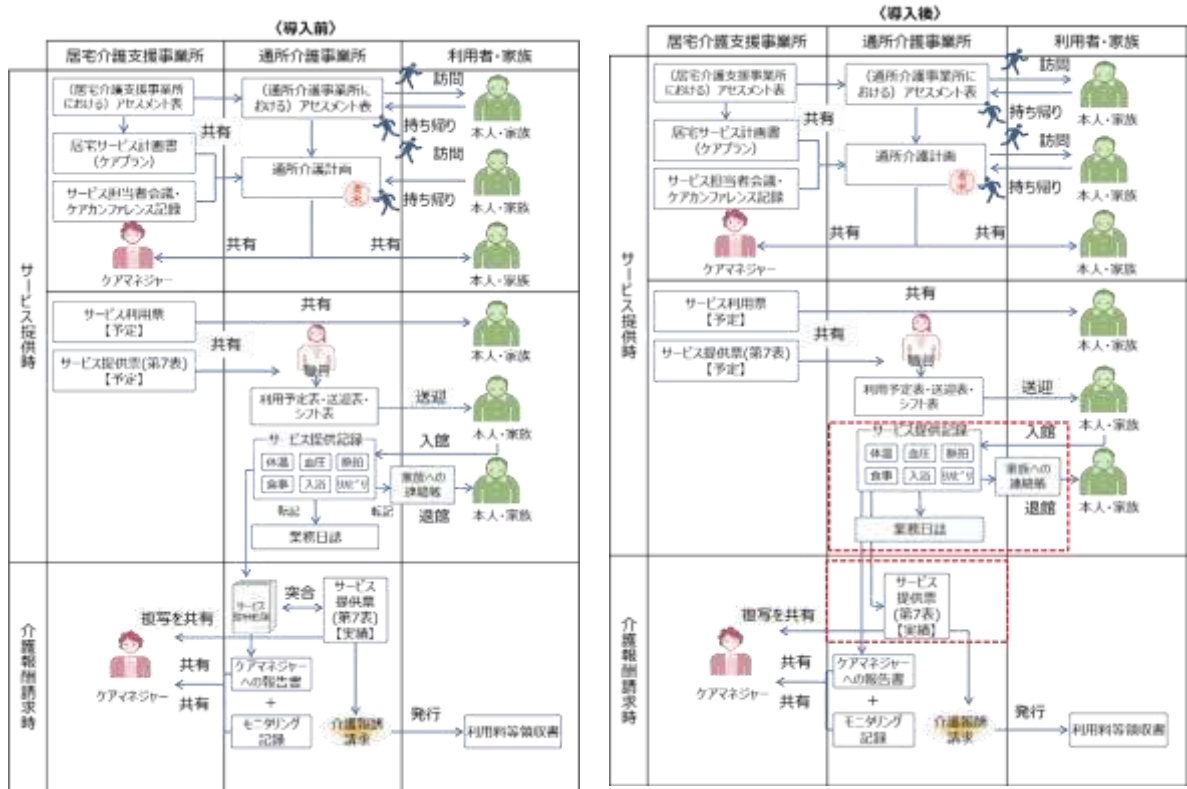 〈導入前〉
居宅介護支援事業所
通所介護事業所
利用者・家族
サービス提供時
(居宅介護支援事業所
における) アセスメント表
(通所介護事業所に
おける) アセスメント表
訪問
持ち帰り
本人・家族
共有
居宅サービス計画書
(ケアプラン)
通所介護計画
訪問
持ち帰り
本人・家族
サービス担当者会議・
ケアカンファレンス記録
共有
共有
ケアマネジャー
本人・家族
サービス利用票
【予定】
共有
本人・家族
サービス提供票(第7表)
【予定】
共有
職員
利用予定表・送迎表・
シフト表
送迎
本人・家族
サービス提供記録
体温
血圧
脈拍
食事
入浴
リハビリ
入館
家族への
連絡帳
退館
本人・家族
転記
転記
業務日誌
介護報酬請求時
サービス
突合
サービス
提供票
(第7表)
【実績】
複写を共有
ケアマネジャー
共有
共有
ケアマネジャー
への報告書
+
モニタリング
記録
介護報酬
請求
発行
利用料等領収書
〈導入後〉
居宅介護支援事業所
通所介護事業所
利用者・家族
サービス提供時
(居宅介護支援事業所
における) アセスメント表
(通所介護事業所に
おける) アセスメント表
訪問
持ち帰り
本人・家族
共有
居宅サービス計画書
(ケアプラン)
通所介護計画
訪問
持ち帰り
本人・家族
サービス担当者会議・
ケアカンファレンス記録
共有
共有
ケアマネジャー
本人・家族
サービス利用票
【予定】
共有
本人・家族
サービス提供票(第7表)
【予定】
共有
職員
利用予定表・送迎表・
シフト表
送迎
本人・家族
サービス提供記録
体温
血圧
脈拍
食事
入浴
リハビリ
入館
家族への
連絡帳
退館
本人・家族
業務日誌
介護報酬請求時
サービス
提供票
(第7表)
【実績】
複写を共有
ケアマネジャー
共有
共有
ケアマネジャー
への報告書
+
モニタリング
記録
介護報酬
請求
発行
利用料等領収書